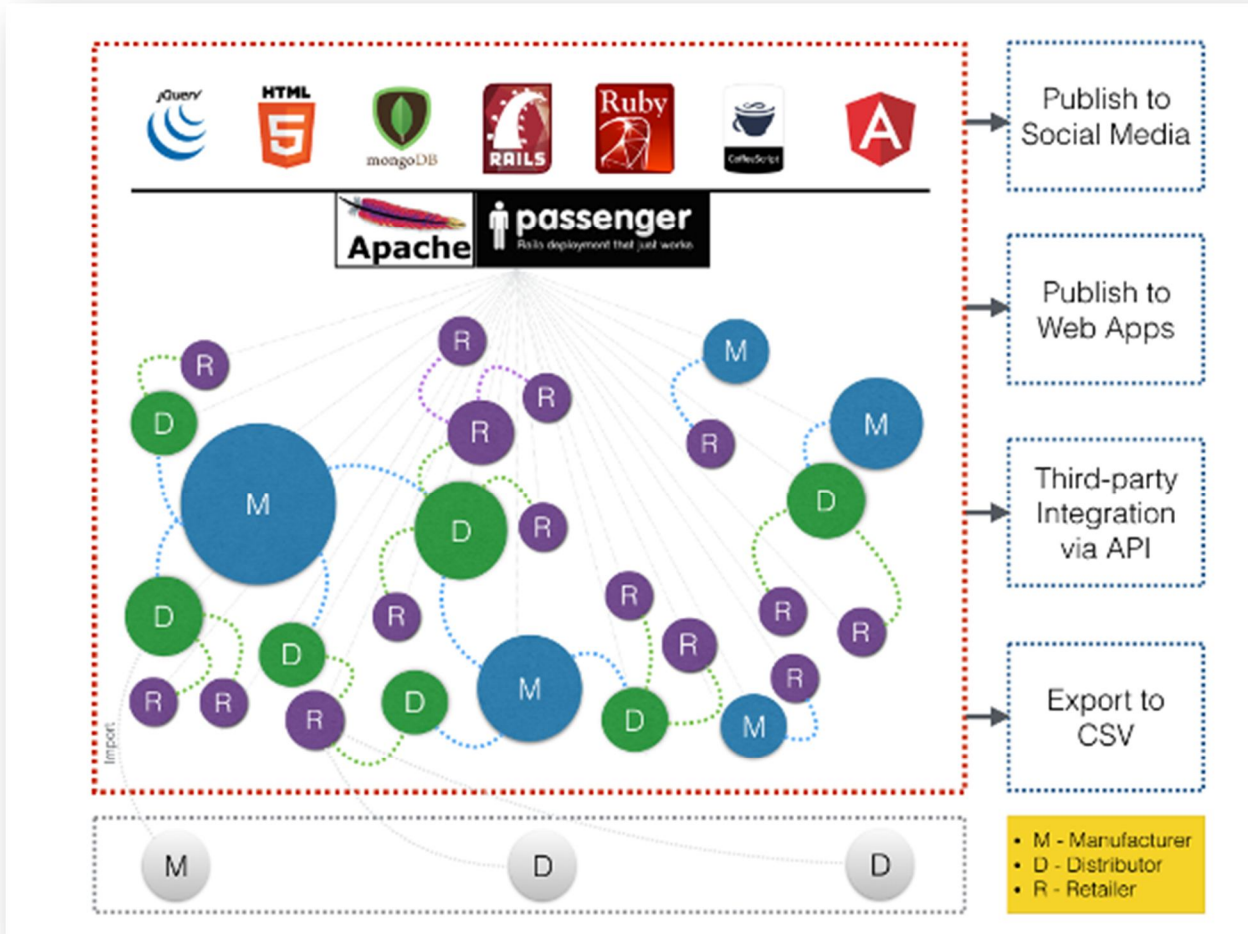 jQuery
HTML
5
mongoDB
RAILS
Ruby
CoffeeScript
A
Apache
passenger
Rails deployment that just works
R
D
M
D
R
R
D
R
R
R
R
D
R
R
D
M
R
R
D
M
R
M
D
R
R
R
M
Import
M
D
D
Publish to
Social Media
Publish to
Web Apps
Third-party
Integration
via API
Export to
CSV
• M - Manufacturer
• D - Distributor
• R - Retailer